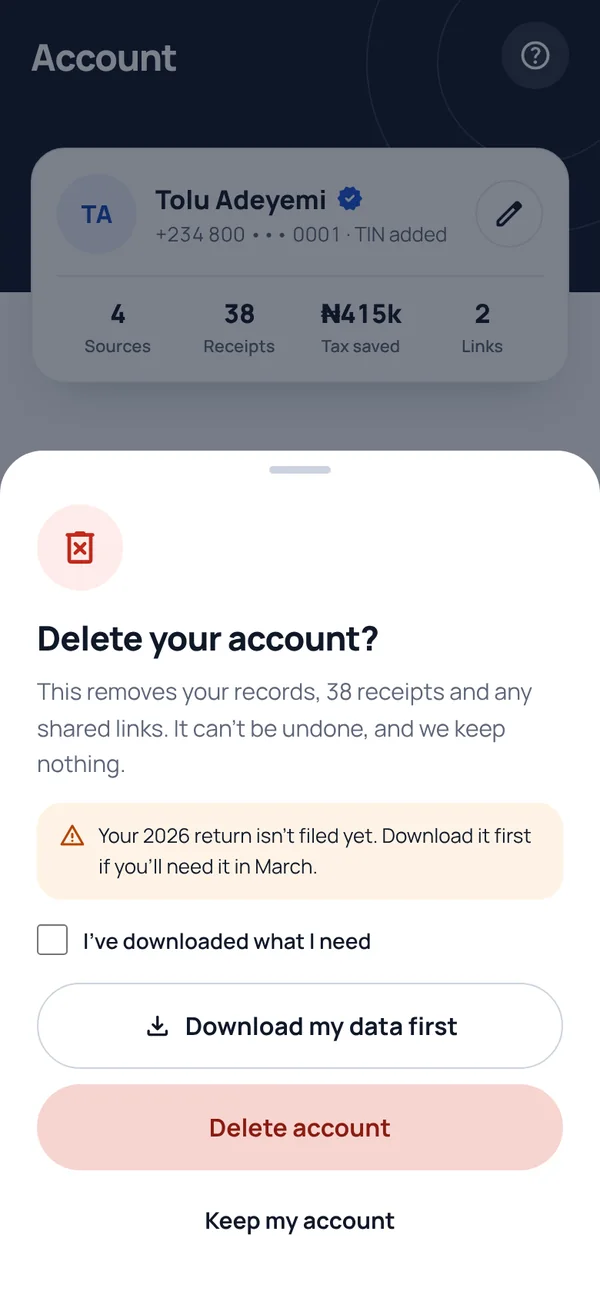 Account
TA
Tolu Adeyemi
+234 800 • • • 0001 · TIN added
4 38 ₦415k 2
Sources Receipts Tax saved Links
Delete your account?
This removes your records, 38 receipts and any
shared links. It can’t be undone, and we keep
nothing.
Your 2026 return isn’t filed yet. Download it first
if you’ll need it in March.
I’ve downloaded what I need
Download my data first
Delete account
Keep my account